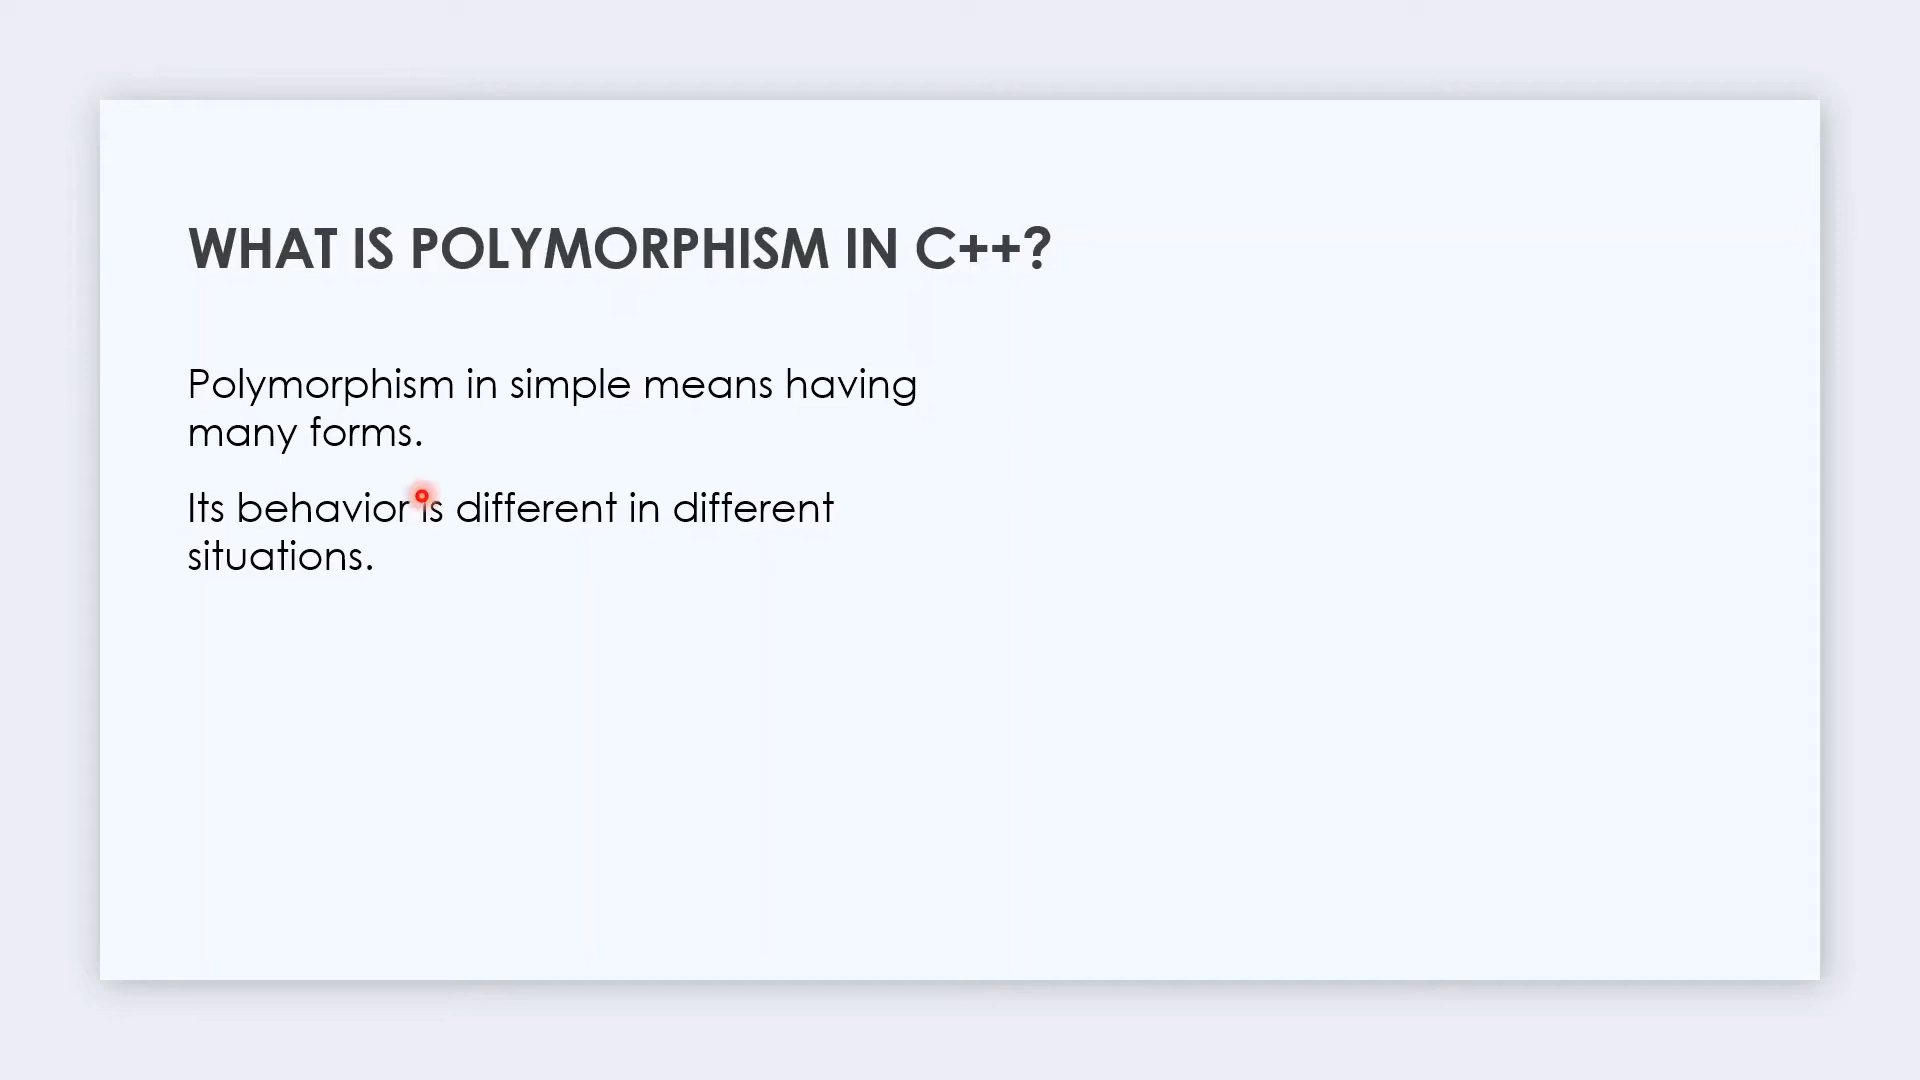 WHAT IS POLYMORPHISM IN C++?
Polymorphism in simple means having
many forms.
Its behavior is different in different
situations.